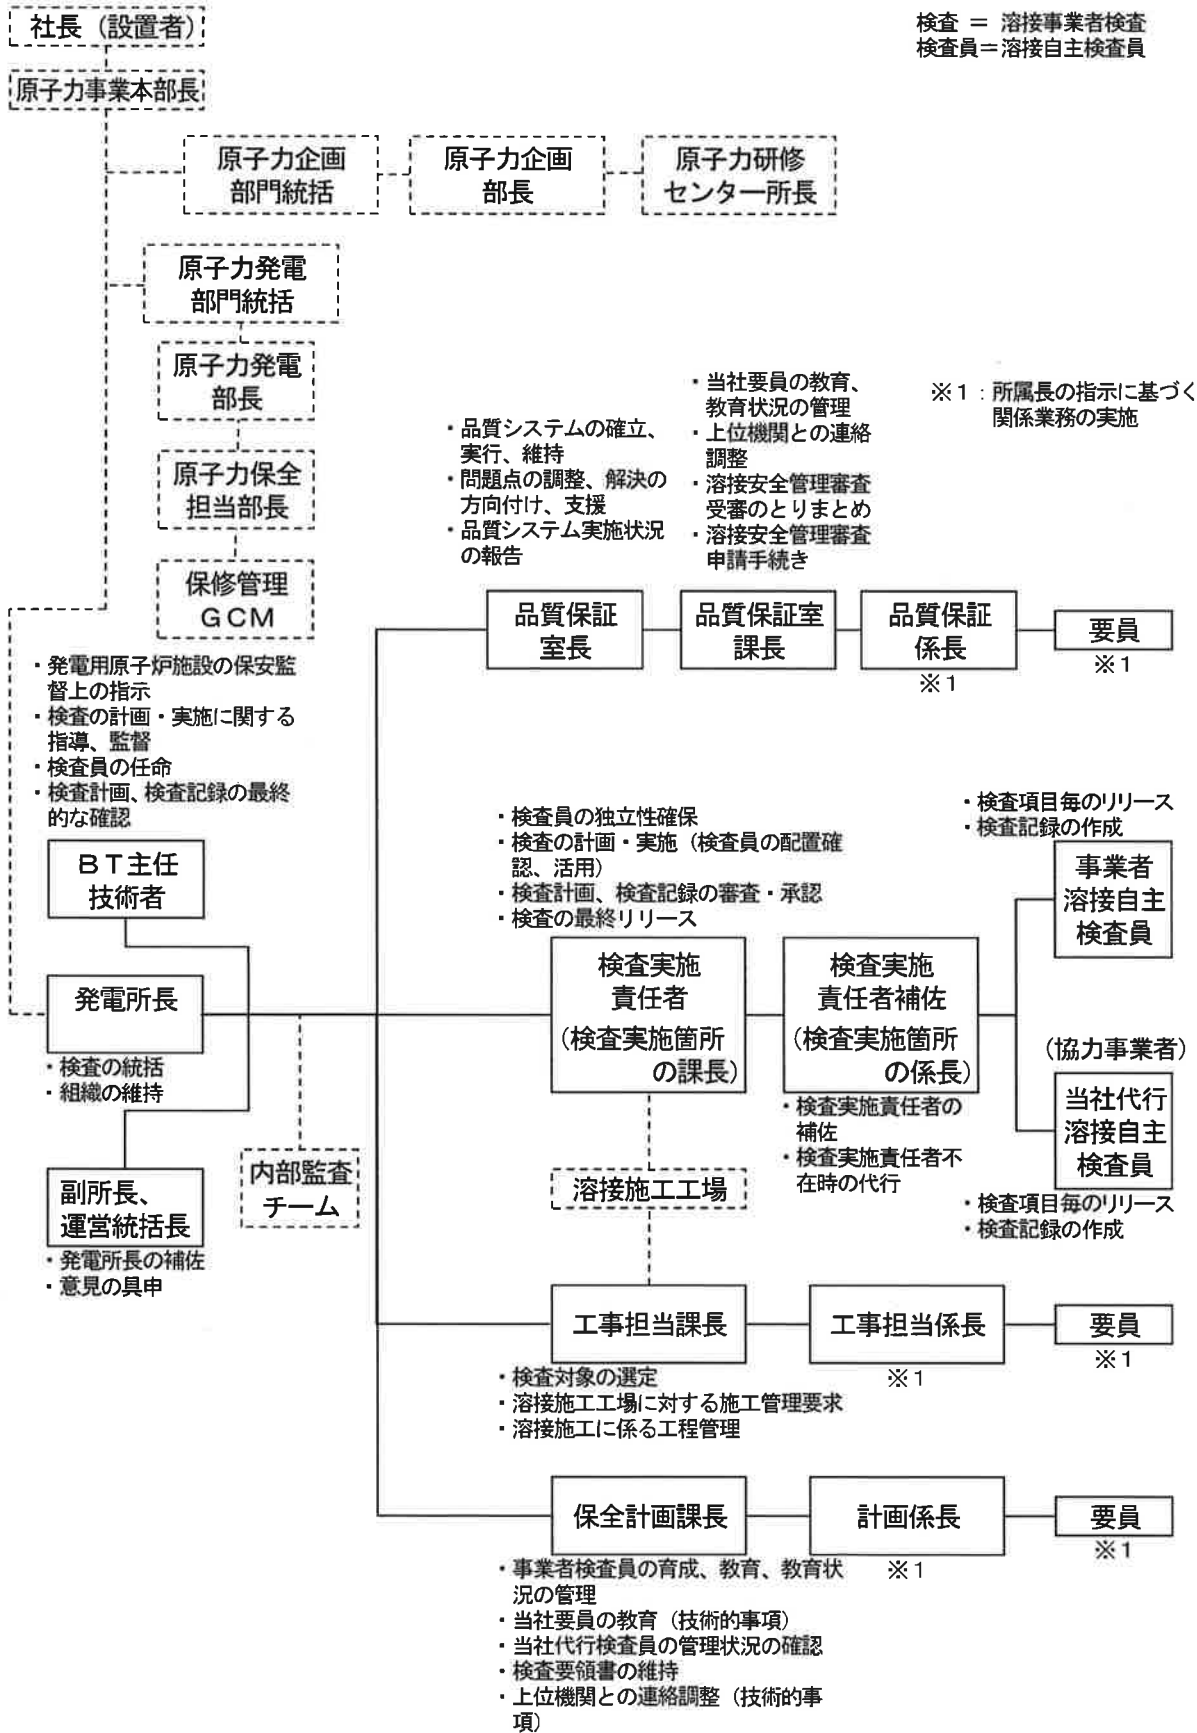 社長（設置者）
検査 ＝ 溶接事業者検査
検査員＝溶接自主検査員
原子力事業本部長
原子力企画
部門統括
原子力企画
部長
原子力研修
センター所長
原子力発電
部門統括
原子力発電
部長
原子力保全
担当部長
保修管理
ＧＣＭ
・品質システムの確立、
実行、維持
・問題点の調整、解決の
方向付け、支援
・品質システム実施状況
の報告
・当社要員の教育、
教育状況の管理
・上位機関との連絡
調整
・溶接安全管理審査
受審のとりまとめ
・溶接安全管理審査
申請手続き
※１：所属長の指示に基づく
関係業務の実施
品質保証
室長
品質保証室
課長
品質保証
係長
※１
要員
※１
・発電用原子炉施設の保安監
督上の指示
・検査の計画・実施に関する
指導、監督
・検査員の任命
・検査計画、検査記録の最終
的な確認
ＢＴ主任
技術者
発電所長
・検査の統括
・組織の維持
副所長、
運営統括長
・発電所長の補佐
・意見の具申
内部監査
チーム
・検査員の独立性確保
・検査の計画・実施（検査員の配置確
認、活用）
・検査計画、検査記録の審査・承認
・検査の最終リリース
検査実施
責任者
（検査実施箇所
の課長）
検査実施
責任者補佐
（検査実施箇所
の係長）
・検査実施責任者の
補佐
・検査実施責任者不
在時の代行
・検査項目毎のリリース
・検査記録の作成
事業者
溶接自主
検査員
（協力事業者）
当社代行
溶接自主
検査員
・検査項目毎のリリース
・検査記録の作成
溶接施工工場
工事担当課長
・検査対象の選定
・溶接施工工場に対する施工管理要求
・溶接施工に係る工程管理
工事担当係長
※１
要員
※１
保全計画課長
・事業者検査員の育成、教育、教育状
況の管理
・当社要員の教育（技術的事項）
・当社代行検査員の管理状況の確認
・検査要領書の維持
・上位機関との連絡調整（技術的事
項）
計画係長
※１
要員
※１